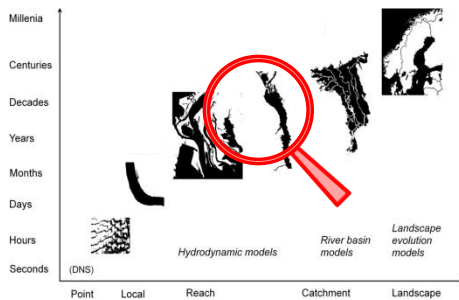 Millenia
Centuries
Decades
Years
Months
Days
Hours
Seconds
(DNS)
Hydrodynamic models
River basin
models
Landscape
evolution
models
Point
Local
Reach
Catchment
Landscape